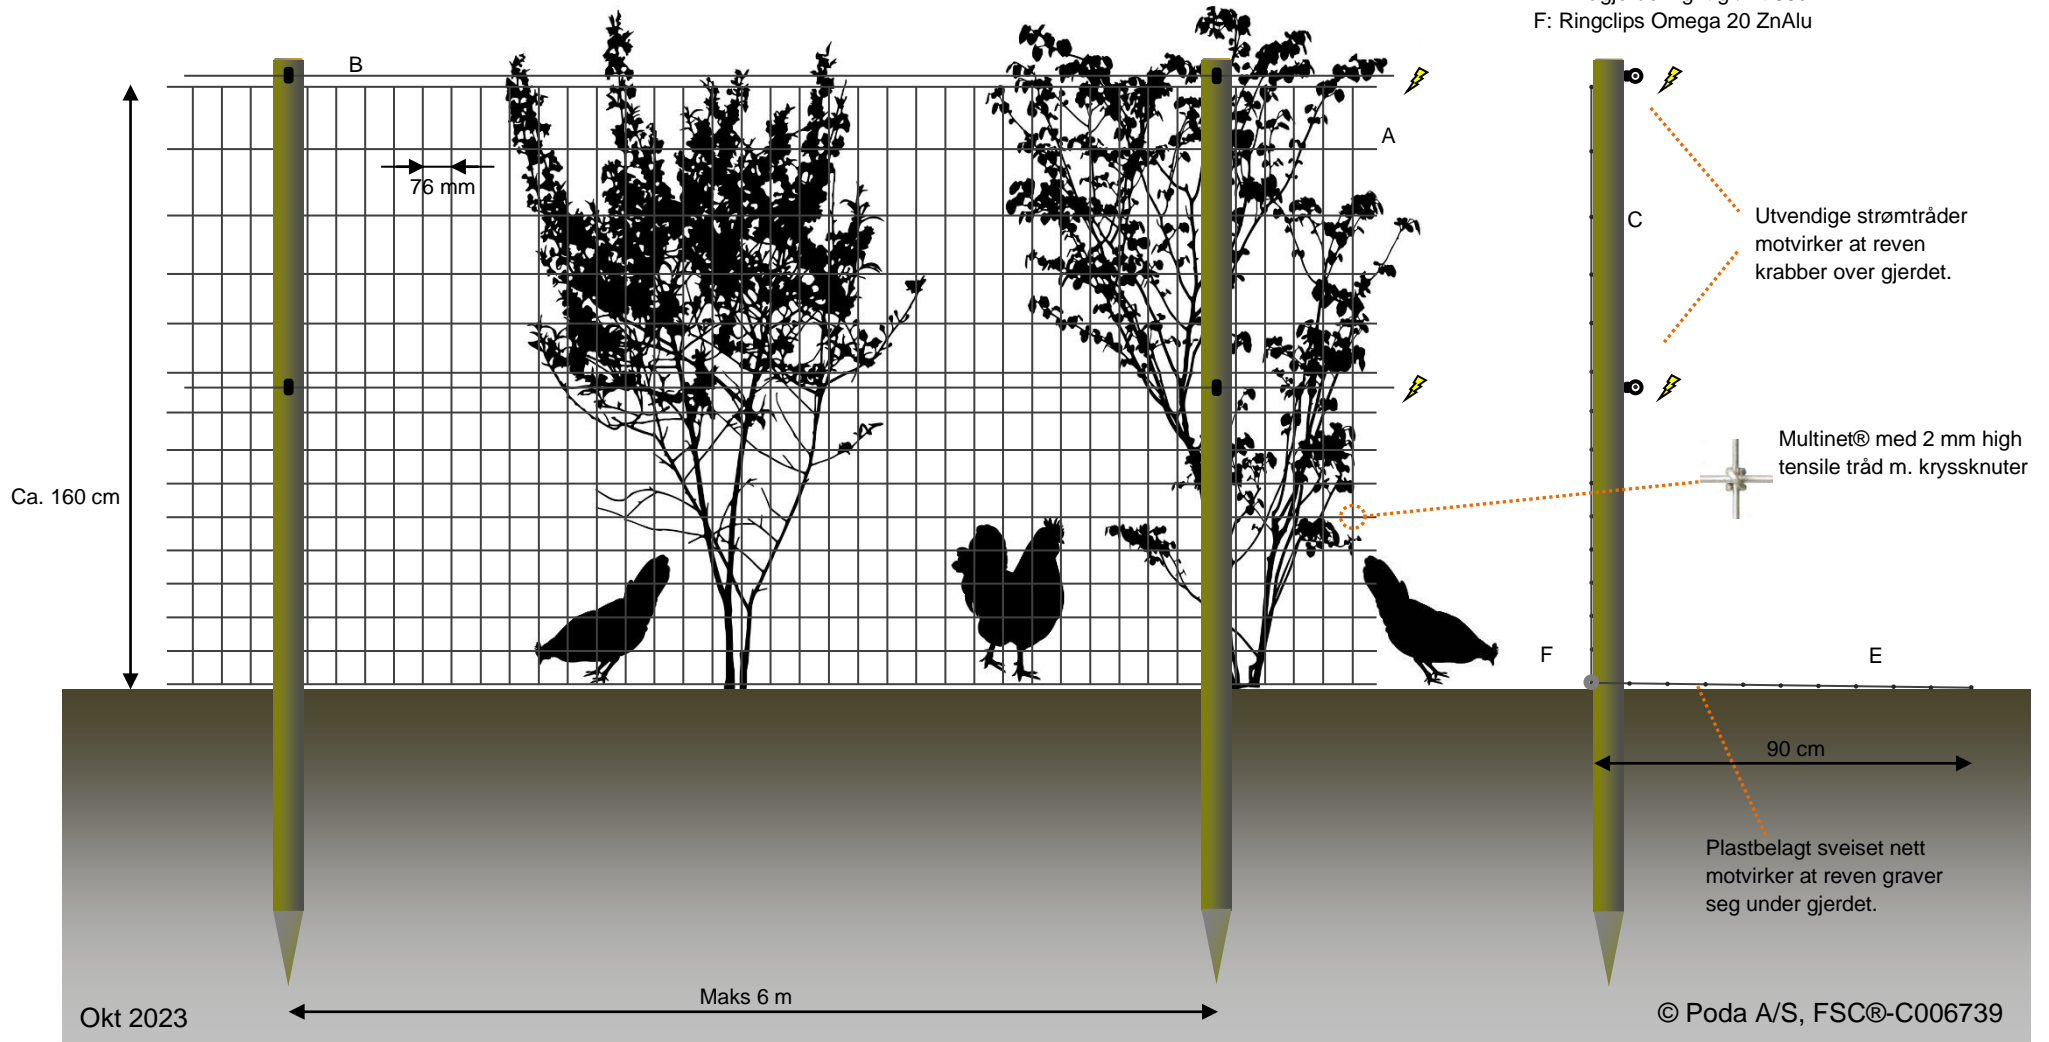 F: Ringclips Omega 20 ZnAlu
B
A
76 mm
C
Utvendige strømtråder
motvirker at reven
krabber over gjerdet.
Multinet® med 2 mm high
tensile tråd m. kryssknuter
Ca. 160 cm
F
E
90 cm
Plastbelagt sveiset nett
motvirker at reven graver
seg under gjerdet.
Maks 6 m
Okt 2023
© Poda A/S, FSC®-C006739